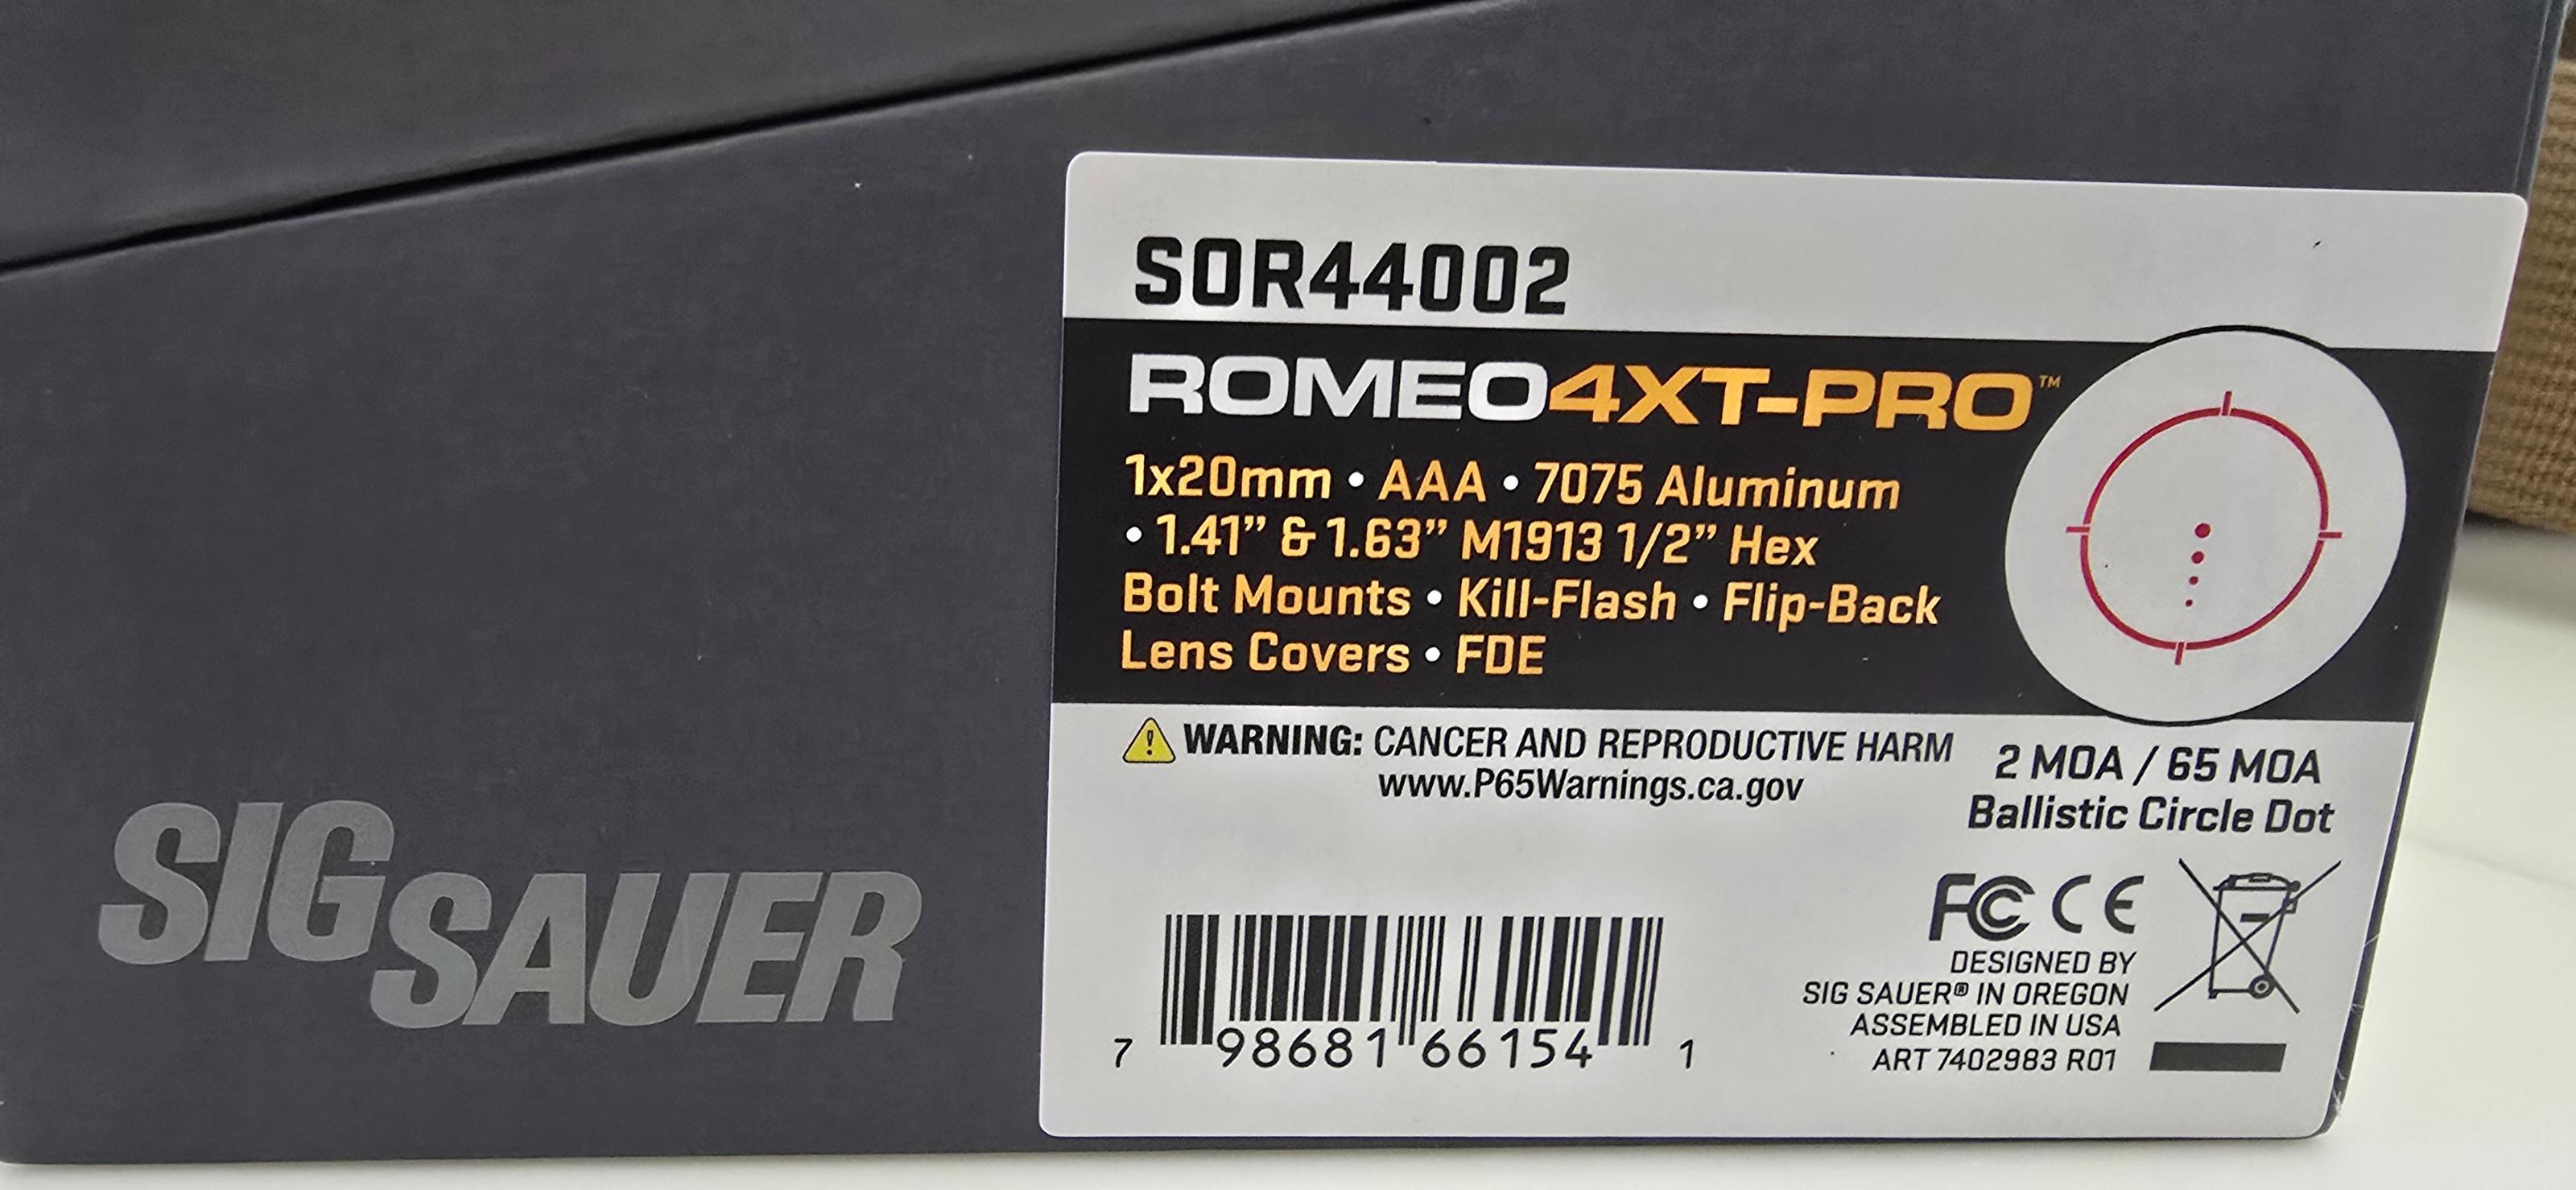 SIG SAUER
SOR44002
ROMEO4XT-PRO™
1x20mm • AAA • 7075 Aluminum
• 1.41” & 1.63” M1913 1/2” Hex
Bolt Mounts • Kill-Flash • Flip-Back
Lens Covers • FDE
WARNING: CANCER AND REPRODUCTIVE HARM
www.P65Warnings.ca.gov
2 MOA / 65 MOA
Ballistic Circle Dot
FC CE
DESIGNED BY
SIG SAUER® IN OREGON
ASSEMBLED IN USA
ART 7402983 R01
7 98681 66154 1